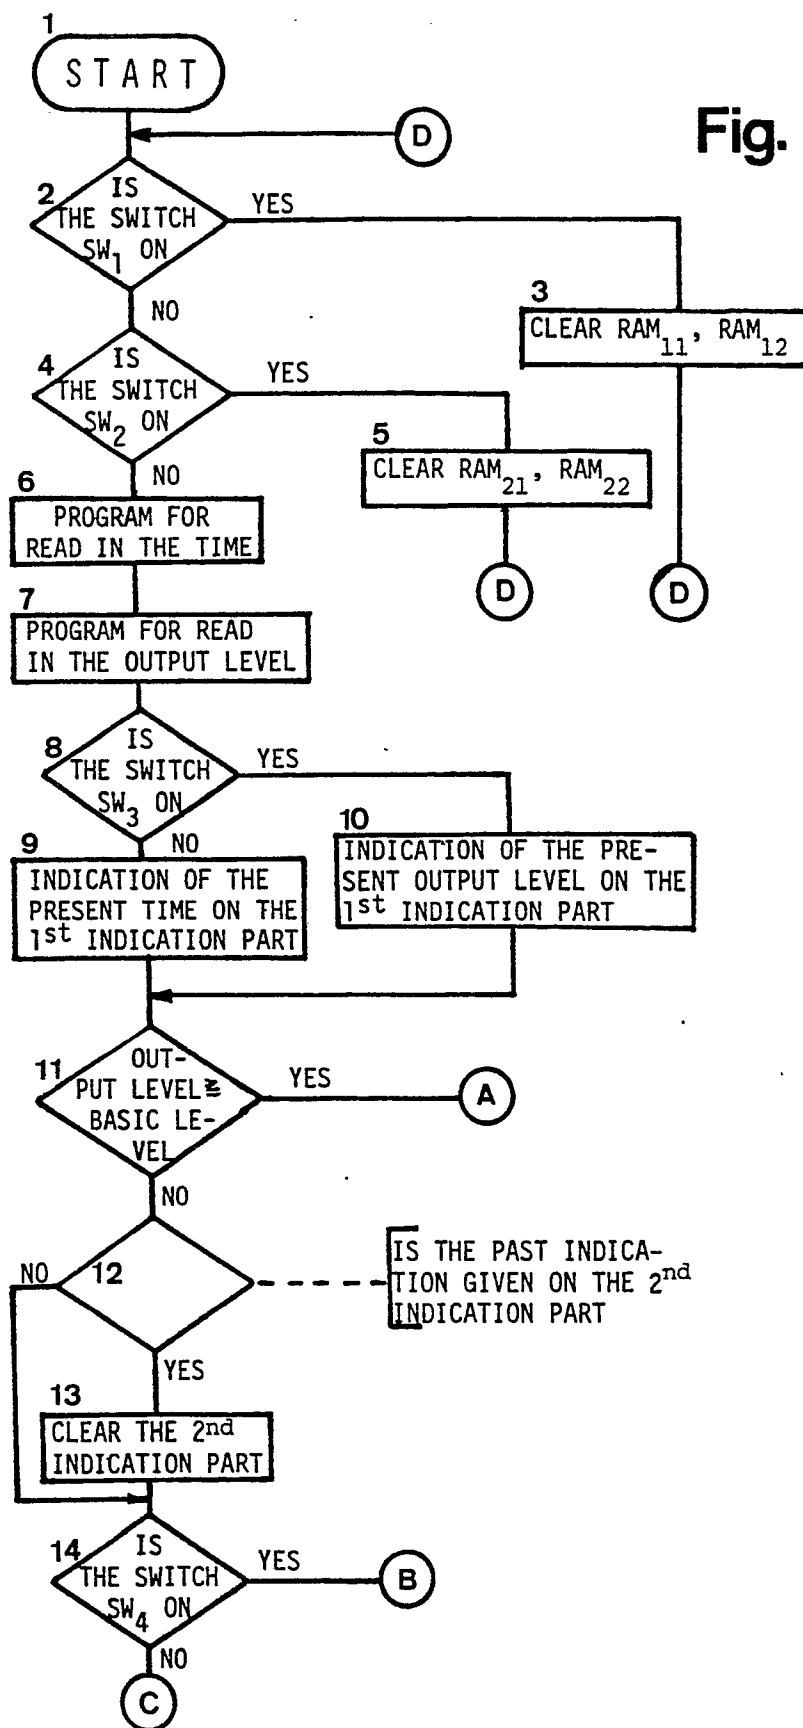 1
START
D
Fig.
2
IS
THE SWITCH
SW1 ON
YES
NO
3
CLEAR RAM11, RAM12
4
IS
THE SWITCH
SW2 ON
YES
NO
5
CLEAR RAM21, RAM22
D
D
6
PROGRAM FOR
READ IN THE TIME
7
PROGRAM FOR READ
IN THE OUTPUT LEVEL
8
IS
THE SWITCH
SW3 ON
YES
NO
9
INDICATION OF THE
PRESENT TIME ON THE
1st INDICATION PART
10
INDICATION OF THE PRE-
SENT OUTPUT LEVEL ON THE
1st INDICATION PART
11
OUT-
PUT LEVEL≧
BASIC LE-
VEL
YES
A
NO
12
NO
IS THE PAST INDICA-
TION GIVEN ON THE 2nd
INDICATION PART
YES
13
CLEAR THE 2nd
INDICATION PART
14
IS
THE SWITCH
SW4 ON
YES
B
NO
C